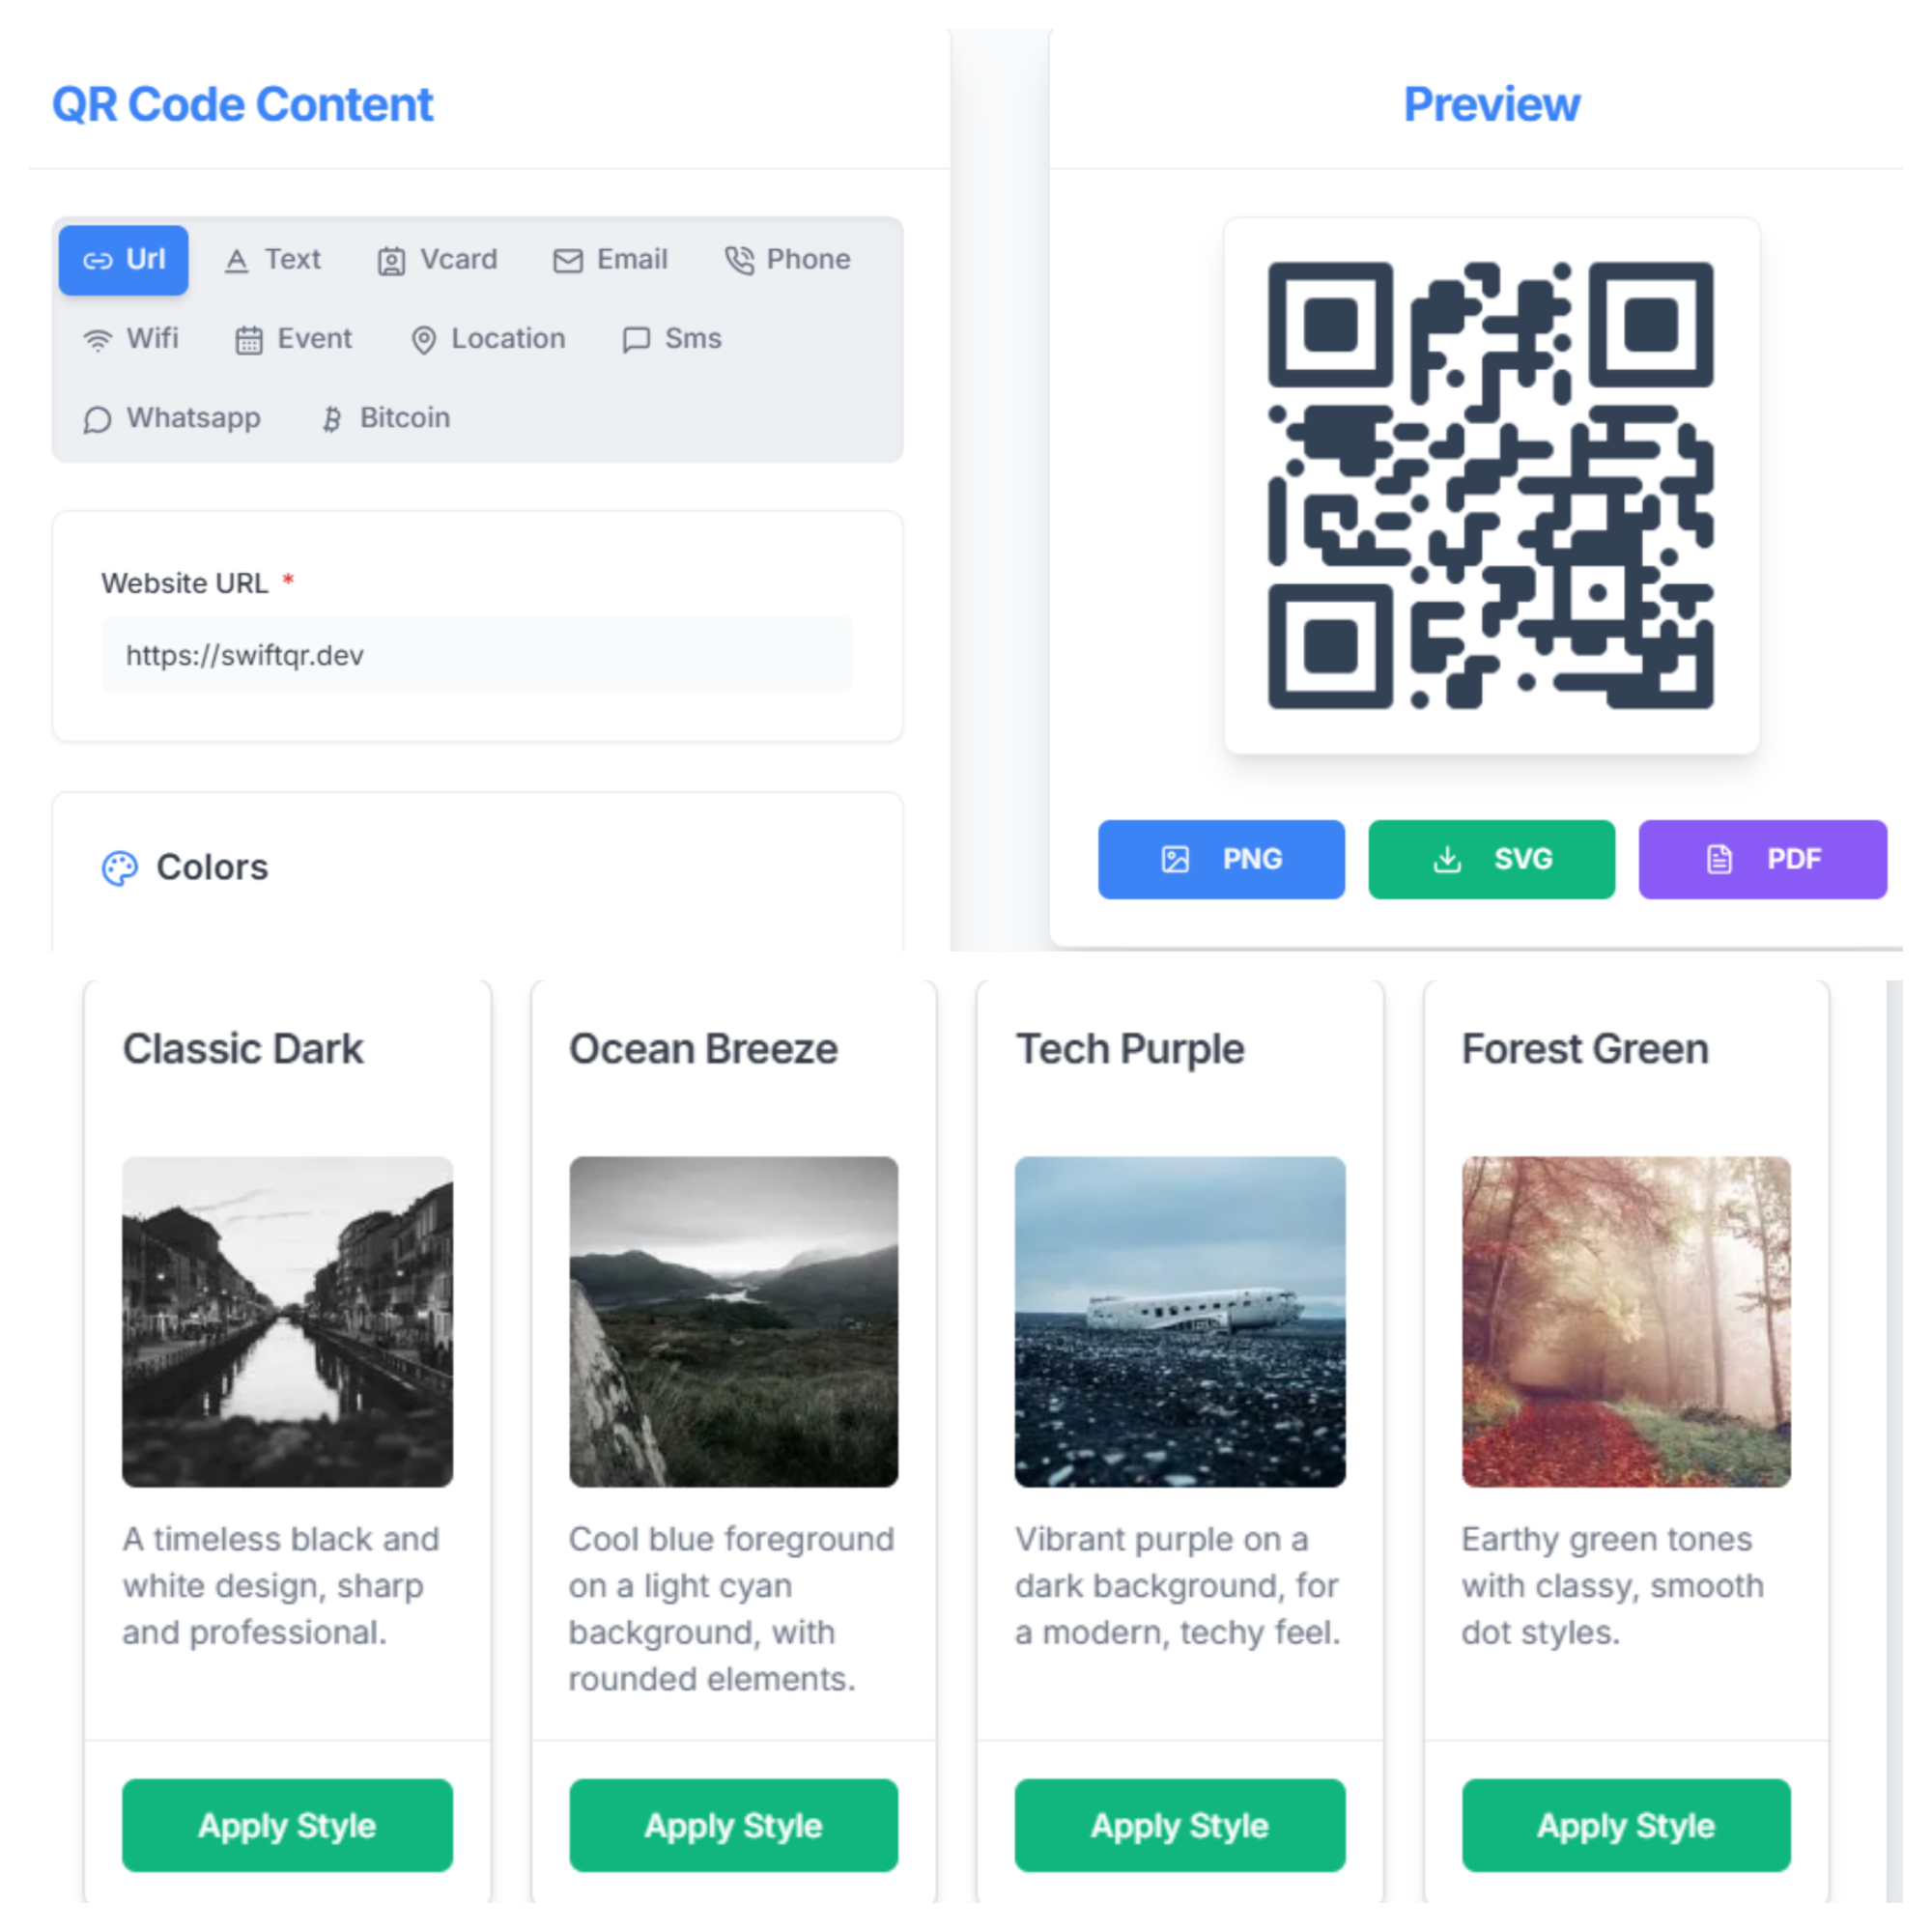 QR Code Content
Url Text Vcard Email Phone
Wifi Event Location Sms
Whatsapp Bitcoin
Website URL *
https://swiftqr.dev
Colors
Preview
PNG SVG PDF
Classic Dark
A timeless black and
white design, sharp
and professional.
Apply Style
Ocean Breeze
Cool blue foreground
on a light cyan
background, with
rounded elements.
Apply Style
Tech Purple
Vibrant purple on a
dark background, for
a modern, techy feel.
Apply Style
Forest Green
Earthy green tones
with classy, smooth
dot styles.
Apply Style